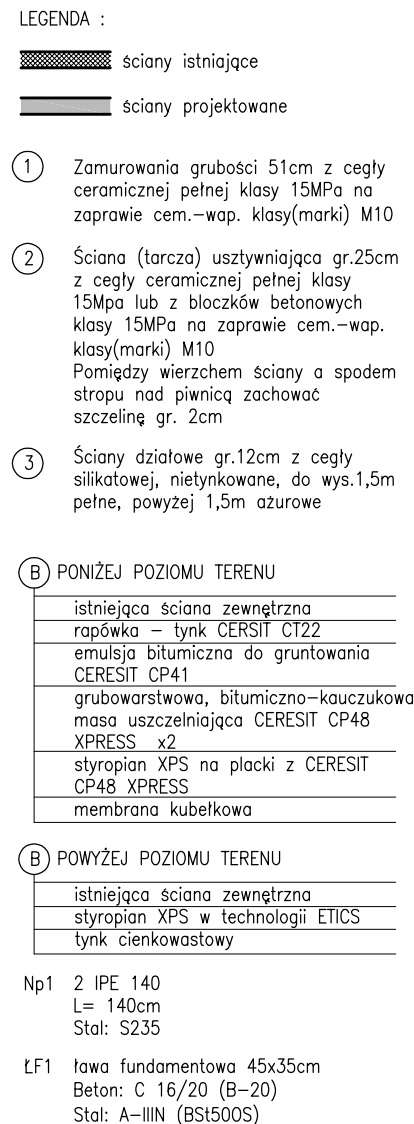 LEGENDA :
ściany istniające
ściany projektowane
1 Zamurowania grubości 51cm z cegły
ceramicznej pełnej klasy 15MPa na
zaprawie cem.-wap. klasy(marki) M10
2 Ściana (tarcza) usztywniająca gr.25cm
z cegły ceramicznej pełnej klasy
15Mpa lub z bloczków betonowych
klasy 15MPa na zaprawie cem.-wap.
klasy(marki) M10
Pomiędzy wierzchem ściany a spodem
stropu nad piwnicą zachować
szczelinę gr. 2cm
3 Ściany działowe gr.12cm z cegły
silikatowej, nietynkowane, do wys.1,5m
pełne, powyżej 1,5m ażurowe
B PONIŻEJ POZIOMU TERENU
istniejąca ściana zewnętrzna
rapówka – tynk CERSIT CT22
emulsja bitumiczna do gruntowania
CERESIT CP41
grubowarstwowa, bitumiczno-kauczukowa
masa uszczelniająca CERESIT CP48
XPRESS x2
styropian XPS na placki z CERESIT
CP48 XPRESS
membrana kubełkowa
B POWYŻEJ POZIOMU TERENU
istniejąca ściana zewnętrzna
styropian XPS w technologii ETICS
tynk cienkowastowy
Np1 2 IPE 140
L= 140cm
Stal: S235
ŁF1 ława fundamentowa 45x35cm
Beton: C 16/20 (B-20)
Stal: A-IIIN (BSt500S)